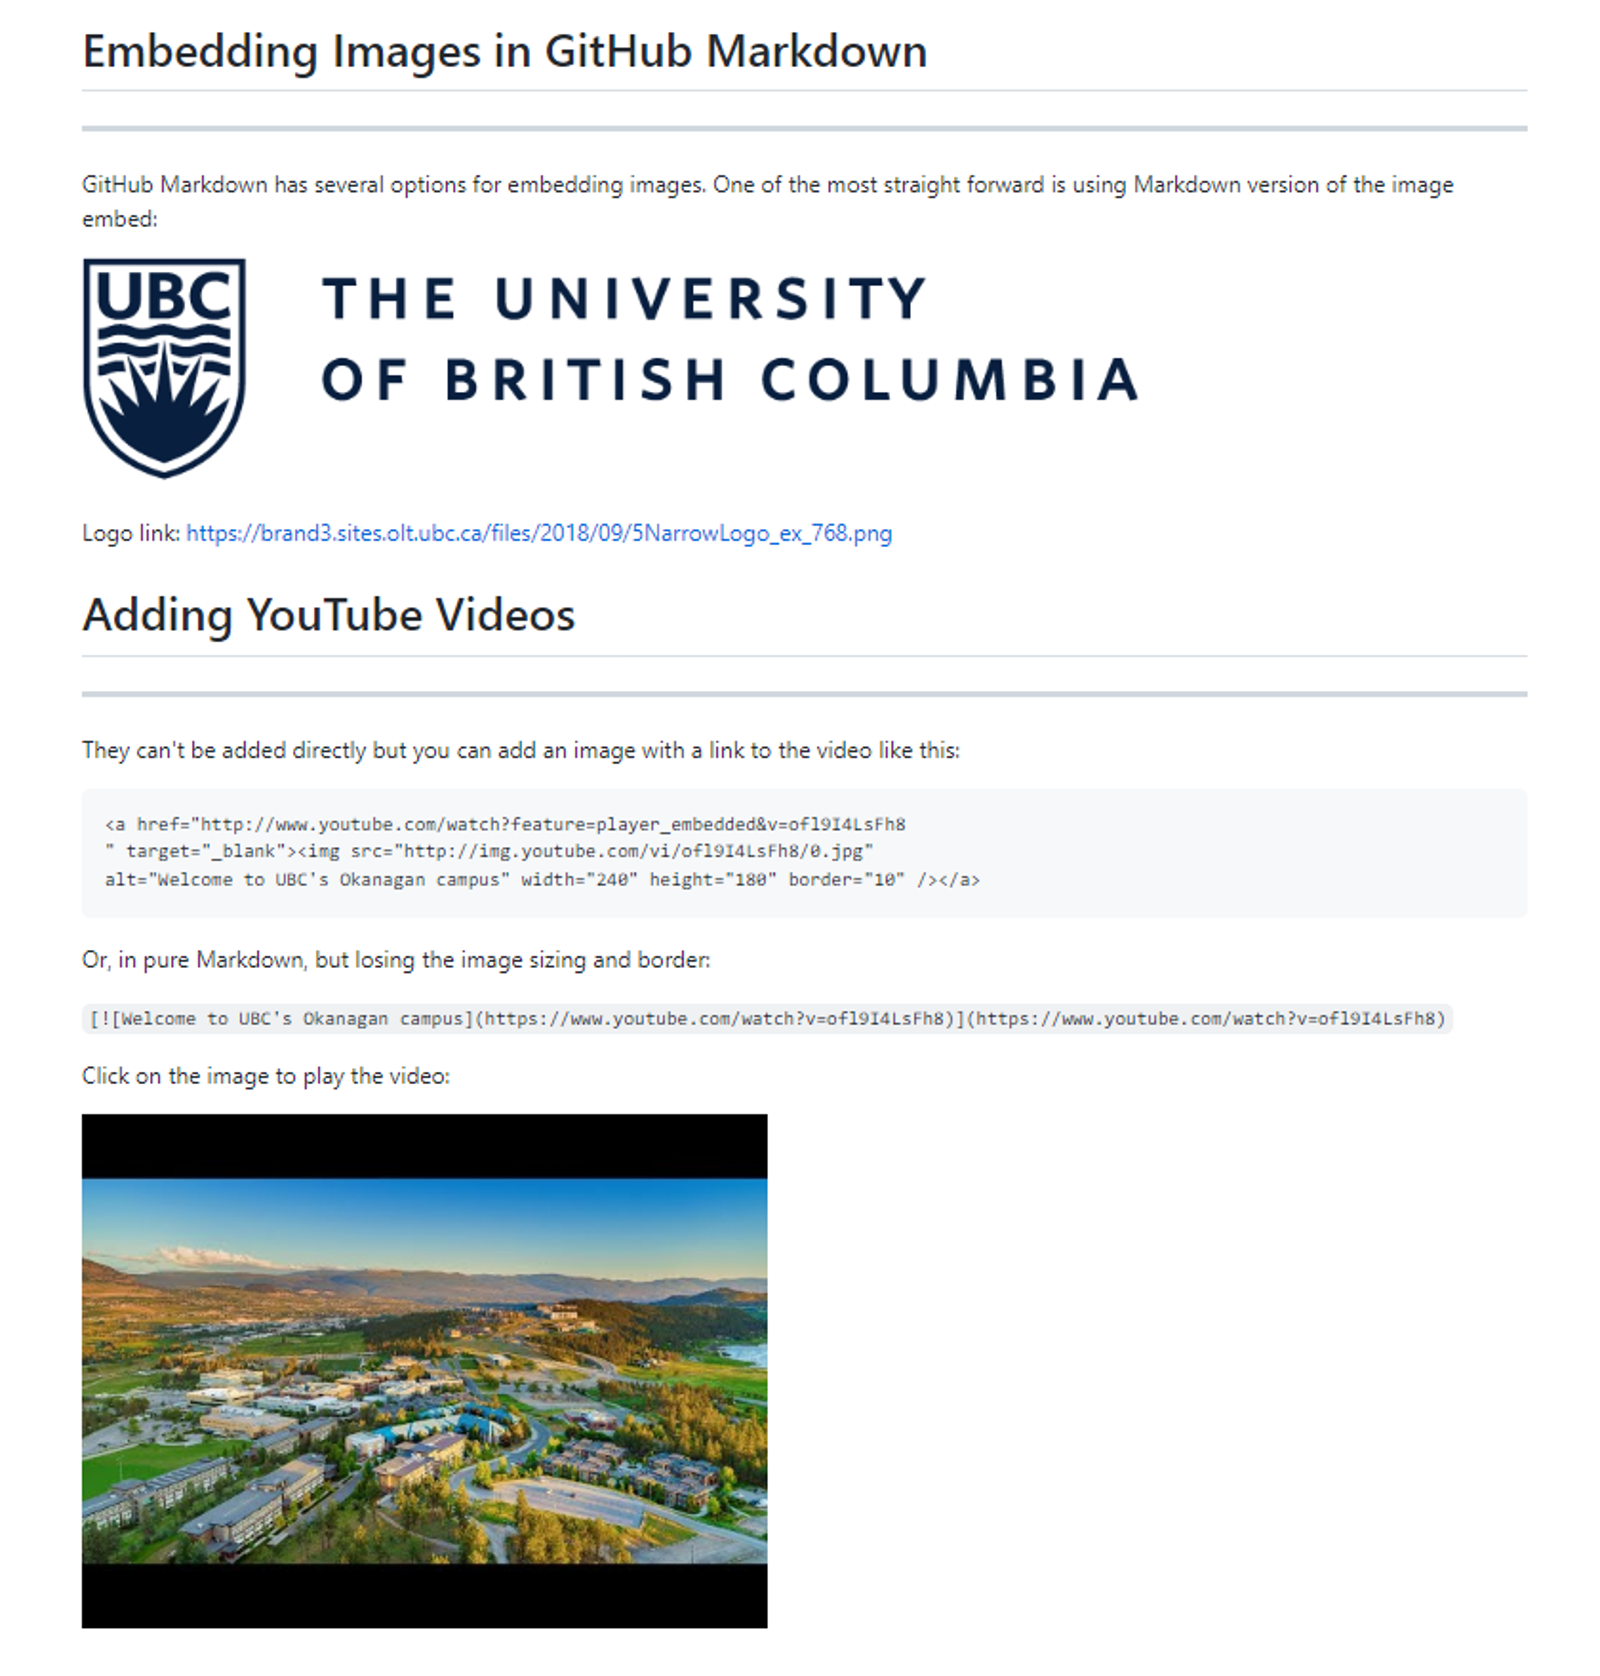 Embedding Images in GitHub Markdown
GitHub Markdown has several options for embedding images. One of the most straight forward is using Markdown version of the image
embed:
UBC
THE UNIVERSITY
OF BRITISH COLUMBIA
Logo link: https://brand3.sites.olt.ubc.ca/files/2018/09/5NarrowLogo_ex_768.png
Adding YouTube Videos
They can't be added directly but you can add an image with a link to the video like this:
<a href="http://www.youtube.com/watch?feature=player_embedded&v=ofl9I4LsFh8
" target="_blank"><img src="http://img.youtube.com/vi/ofl9I4LsFh8/0.jpg"
alt="Welcome to UBC's Okanagan campus" width="240" height="180" border="10" /></a>
Or, in pure Markdown, but losing the image sizing and border:
[![Welcome to UBC's Okanagan campus](https://www.youtube.com/watch?v=ofl9I4LsFh8)](https://www.youtube.com/watch?v=ofl9I4LsFh8)
Click on the image to play the video: